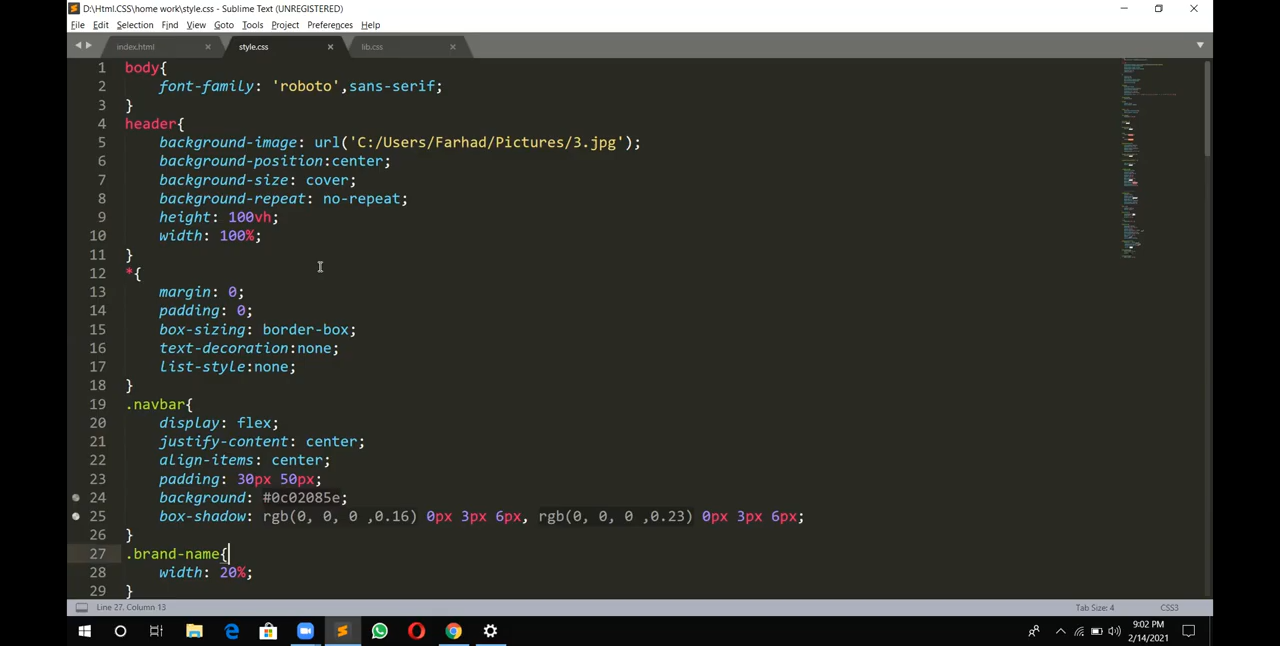 D:\Html.CSS\home work\style.css - Sublime Text (UNREGISTERED)
File Edit Selection Find View Goto Tools Project Preferences Help
index.html style.css lib.css
1 body{
2 font-family: 'roboto',sans-serif;
3 }
4 header{
5 background-image: url('C:/Users/Farhad/Pictures/3.jpg');
6 background-position:center;
7 background-size: cover;
8 background-repeat: no-repeat;
9 height: 100vh;
10 width: 100%;
11 }
12 *{
13 margin: 0;
14 padding: 0;
15 box-sizing: border-box;
16 text-decoration:none;
17 list-style:none;
18 }
19 .navbar{
20 display: flex;
21 justify-content: center;
22 align-items: center;
23 padding: 30px 50px;
24 background: #0c02085e;
25 box-shadow: rgb(0, 0, 0 ,0.16) 0px 3px 6px, rgb(0, 0, 0 ,0.23) 0px 3px 6px;
26 }
27 .brand-name{
28 width: 20%;
29 }
Line 27, Column 13 Tab Size: 4 CSS3
9:02 PM
2/14/2021